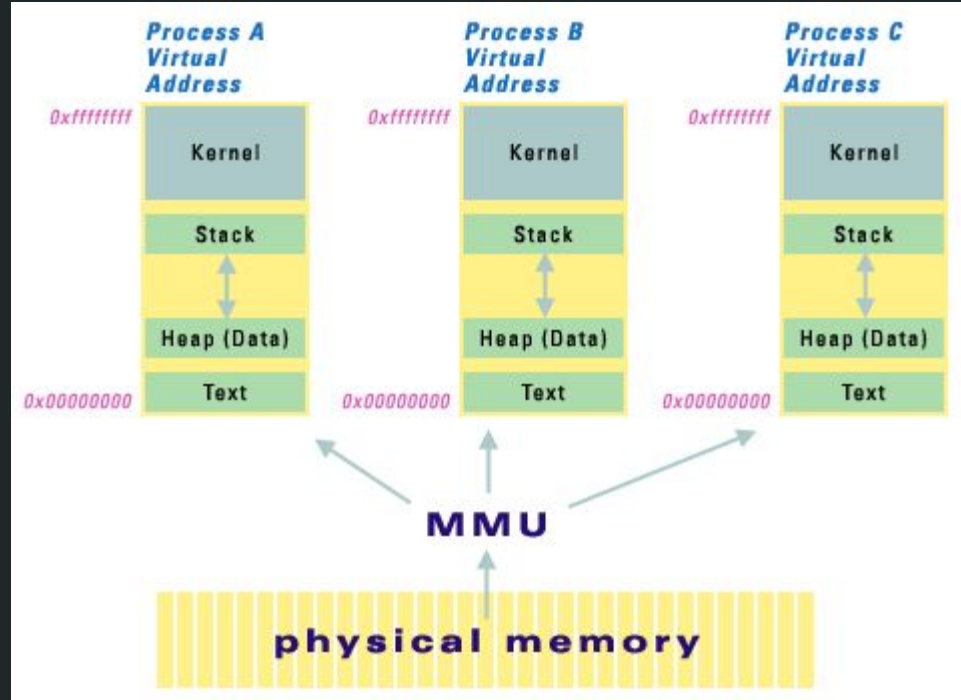 Process A
Virtual
Address
0xffffffff
Kernel
Stack
Heap (Data)
Text
0x00000000
Process B
Virtual
Address
0xffffffff
Kernel
Stack
Heap (Data)
Text
0x00000000
Process C
Virtual
Address
0xffffffff
Kernel
Stack
Heap (Data)
Text
0x00000000
MMU
physical memory